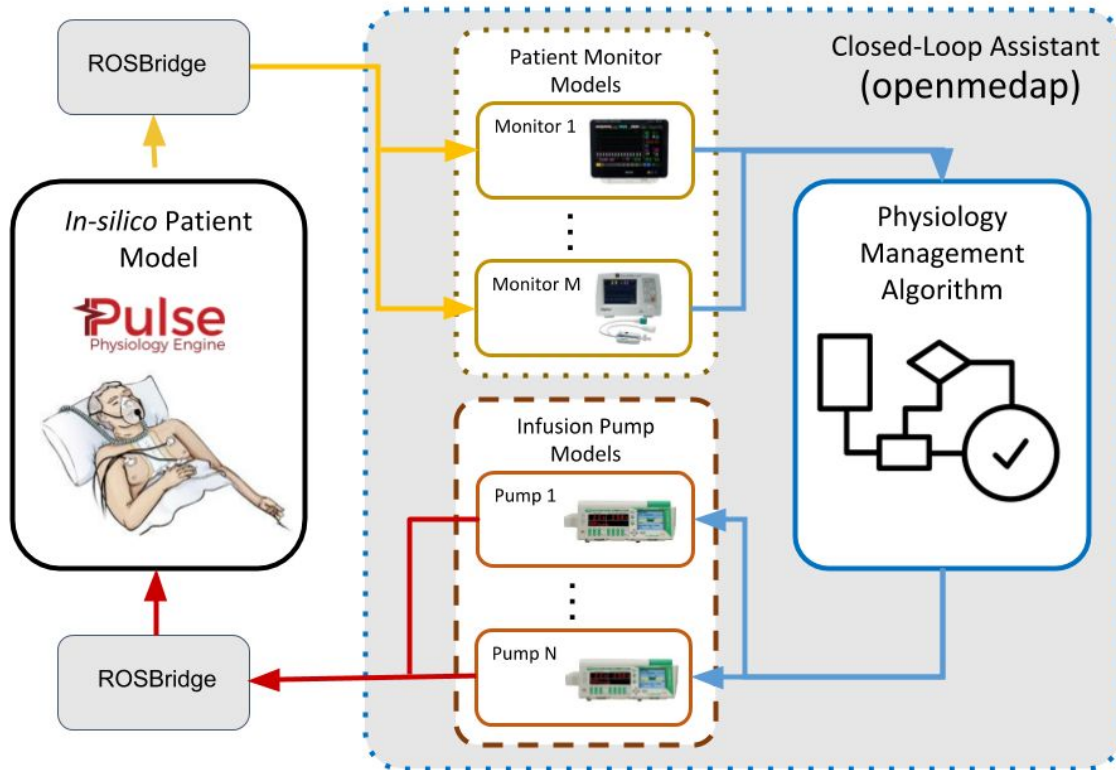 ROSBridge
Patient Monitor
Models
Closed-Loop Assistant
(openmedap)
Monitor 1
In-silico Patient
Model
Pulse
Physiology Engine
Monitor M
Physiology
Management
Algorithm
Infusion Pump
Models
Pump 1
Pump N
ROSBridge